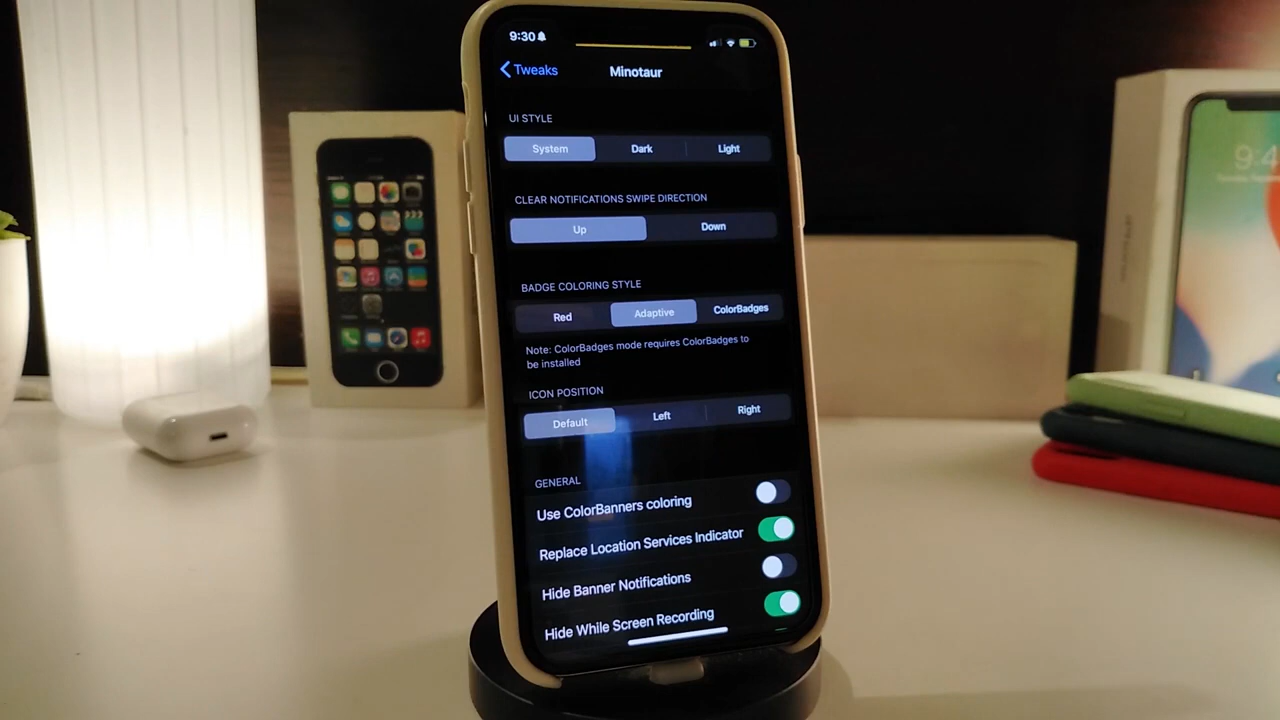 9:30
Tweaks
Minotaur
UI STYLE
System Dark Light
CLEAR NOTIFICATIONS SWIPE DIRECTION
Up Down
BADGE COLORING STYLE
Red Adaptive ColorBadges
Note: ColorBadges mode requires ColorBadges to
be installed
ICON POSITION
Default Left Right
GENERAL
Use ColorBanners coloring
Replace Location Services Indicator
Hide Banner Notifications
Hide While Screen Recording
9:4